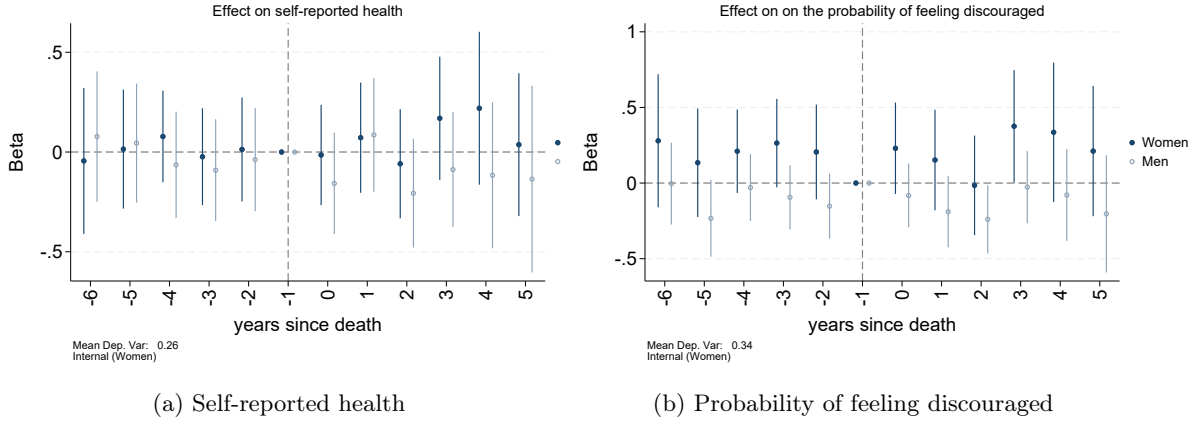 Effect on self-reported health
Beta
.5
0
-.5
-6 -5 -4 -3 -2 -1 0 1 2 3 4 5
years since death
Mean Dep. Var: 0.26
Internal (Women)
(a) Self-reported health
Effect on on the probability of feeling discouraged
Beta
1
.5
0
-.5
-6 -5 -4 -3 -2 -1 0 1 2 3 4 5
years since death
Women
Men
Mean Dep. Var: 0.34
Internal (Women)
(b) Probability of feeling discouraged